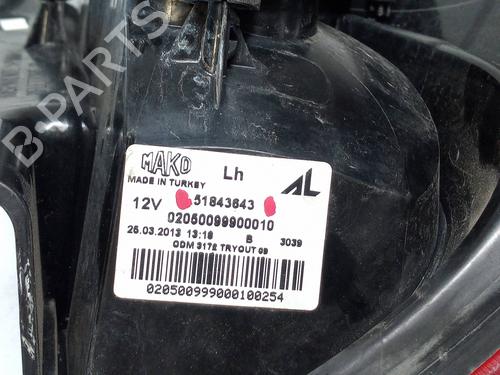 MAKO
Lh
AL
MADE IN TURKEY
12V 51843643
02050099900010
25.03.2013 13:18 B 3039
ODM 3172 TRYOUT 09
020500999000100254
B-PARTS